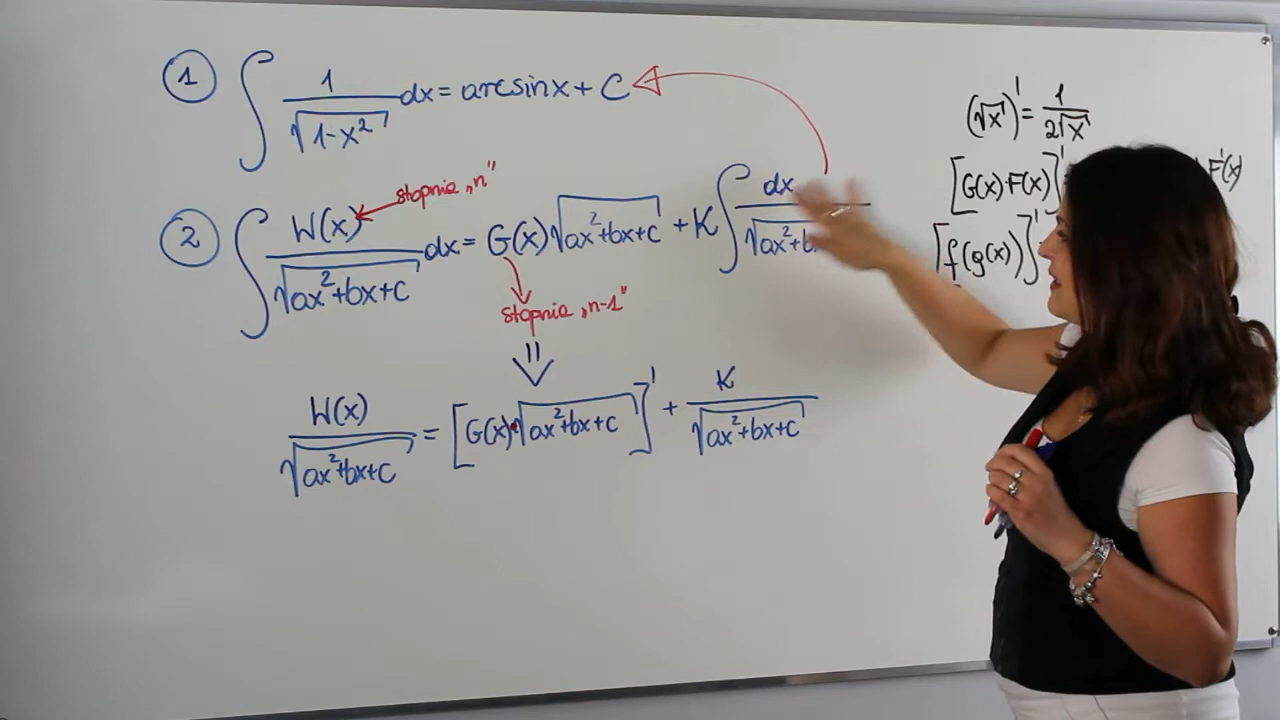 ① ∫ 1/√(1-x²) dx = arcsinx + C
stopnia „n"
② ∫ W(x)/√(ax²+bx+c) dx = G(x)√(ax²+bx+c) + K ∫ dx/√(ax²+b
stopnia „n-1"
⇓
W(x)/√(ax²+bx+c) = [G(x)·√(ax²+bx+c)]' + K/√(ax²+bx+c)
(√x)' = 1/(2√x)
[G(x)·F(x)]' F'(x)
[f(g(x))]'